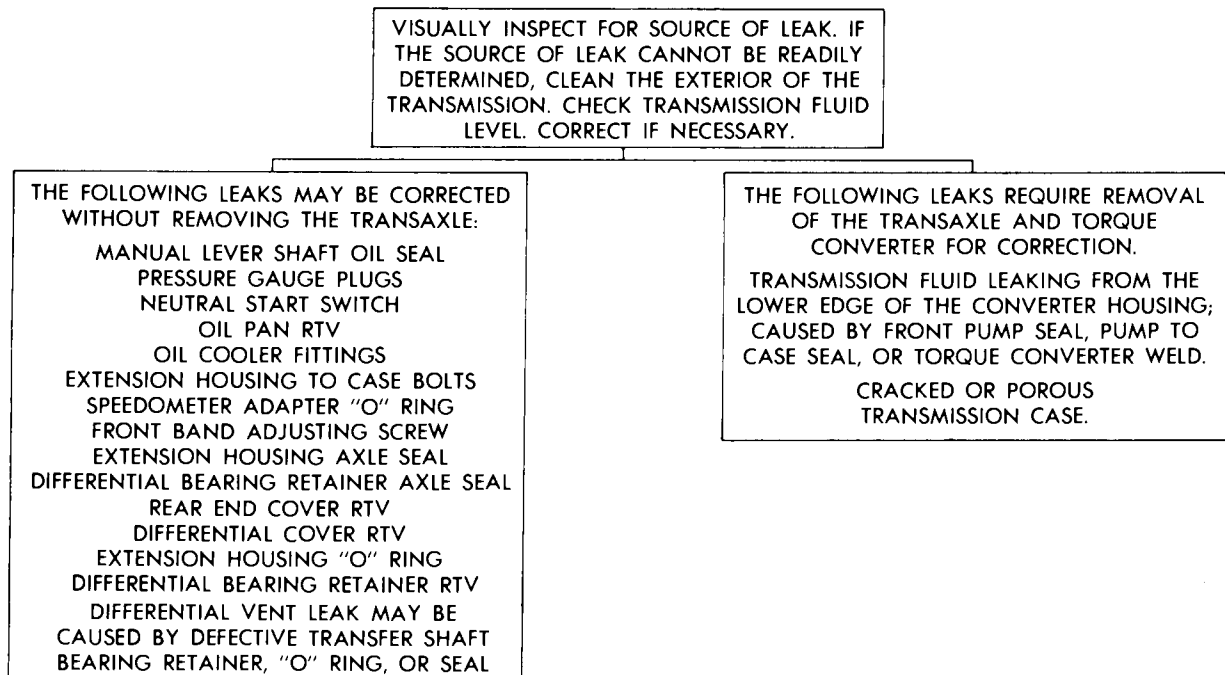 VISUALLY INSPECT FOR SOURCE OF LEAK. IF
THE SOURCE OF LEAK CANNOT BE READILY
DETERMINED, CLEAN THE EXTERIOR OF THE
TRANSMISSION. CHECK TRANSMISSION FLUID
LEVEL. CORRECT IF NECESSARY.
THE FOLLOWING LEAKS MAY BE CORRECTED
WITHOUT REMOVING THE TRANSAXLE:
MANUAL LEVER SHAFT OIL SEAL
PRESSURE GAUGE PLUGS
NEUTRAL START SWITCH
OIL PAN RTV
OIL COOLER FITTINGS
EXTENSION HOUSING TO CASE BOLTS
SPEEDOMETER ADAPTER "O" RING
FRONT BAND ADJUSTING SCREW
EXTENSION HOUSING AXLE SEAL
DIFFERENTIAL BEARING RETAINER AXLE SEAL
REAR END COVER RTV
DIFFERENTIAL COVER RTV
EXTENSION HOUSING "O" RING
DIFFERENTIAL BEARING RETAINER RTV
DIFFERENTIAL VENT LEAK MAY BE
CAUSED BY DEFECTIVE TRANSFER SHAFT
BEARING RETAINER, "O" RING, OR SEAL
THE FOLLOWING LEAKS REQUIRE REMOVAL
OF THE TRANSAXLE AND TORQUE
CONVERTER FOR CORRECTION.
TRANSMISSION FLUID LEAKING FROM THE
LOWER EDGE OF THE CONVERTER HOUSING;
CAUSED BY FRONT PUMP SEAL, PUMP TO
CASE SEAL, OR TORQUE CONVERTER WELD.
CRACKED OR POROUS
TRANSMISSION CASE.